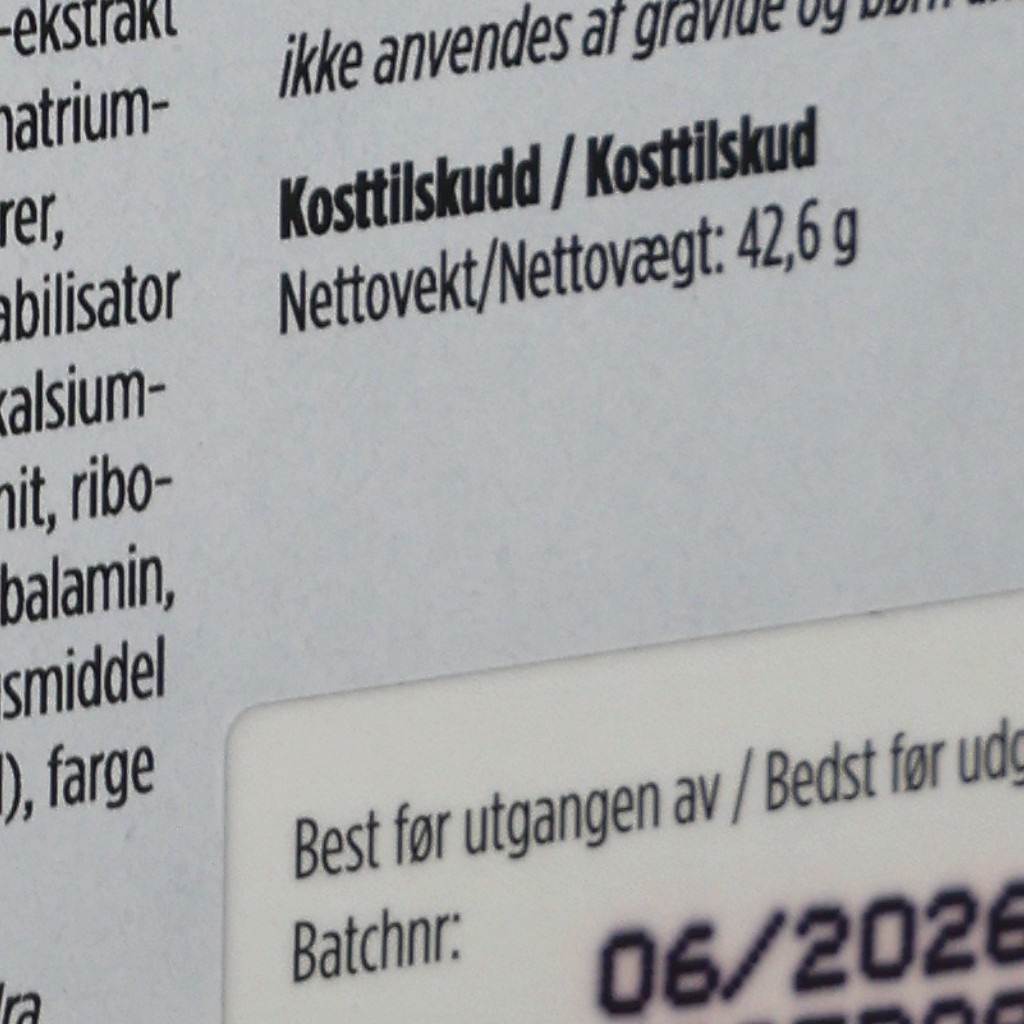 -ekstrakt
natrium-
rer,
abilisator
kalsium-
nit, ribo-
balamin,
smiddel
), farge
ikke anvendes af gravide og børn
Kosttilskudd / Kosttilskud
Nettovekt/Nettovægt: 42,6 g
Best før utgangen av / Bedst før udg
Batchnr:
06/2026